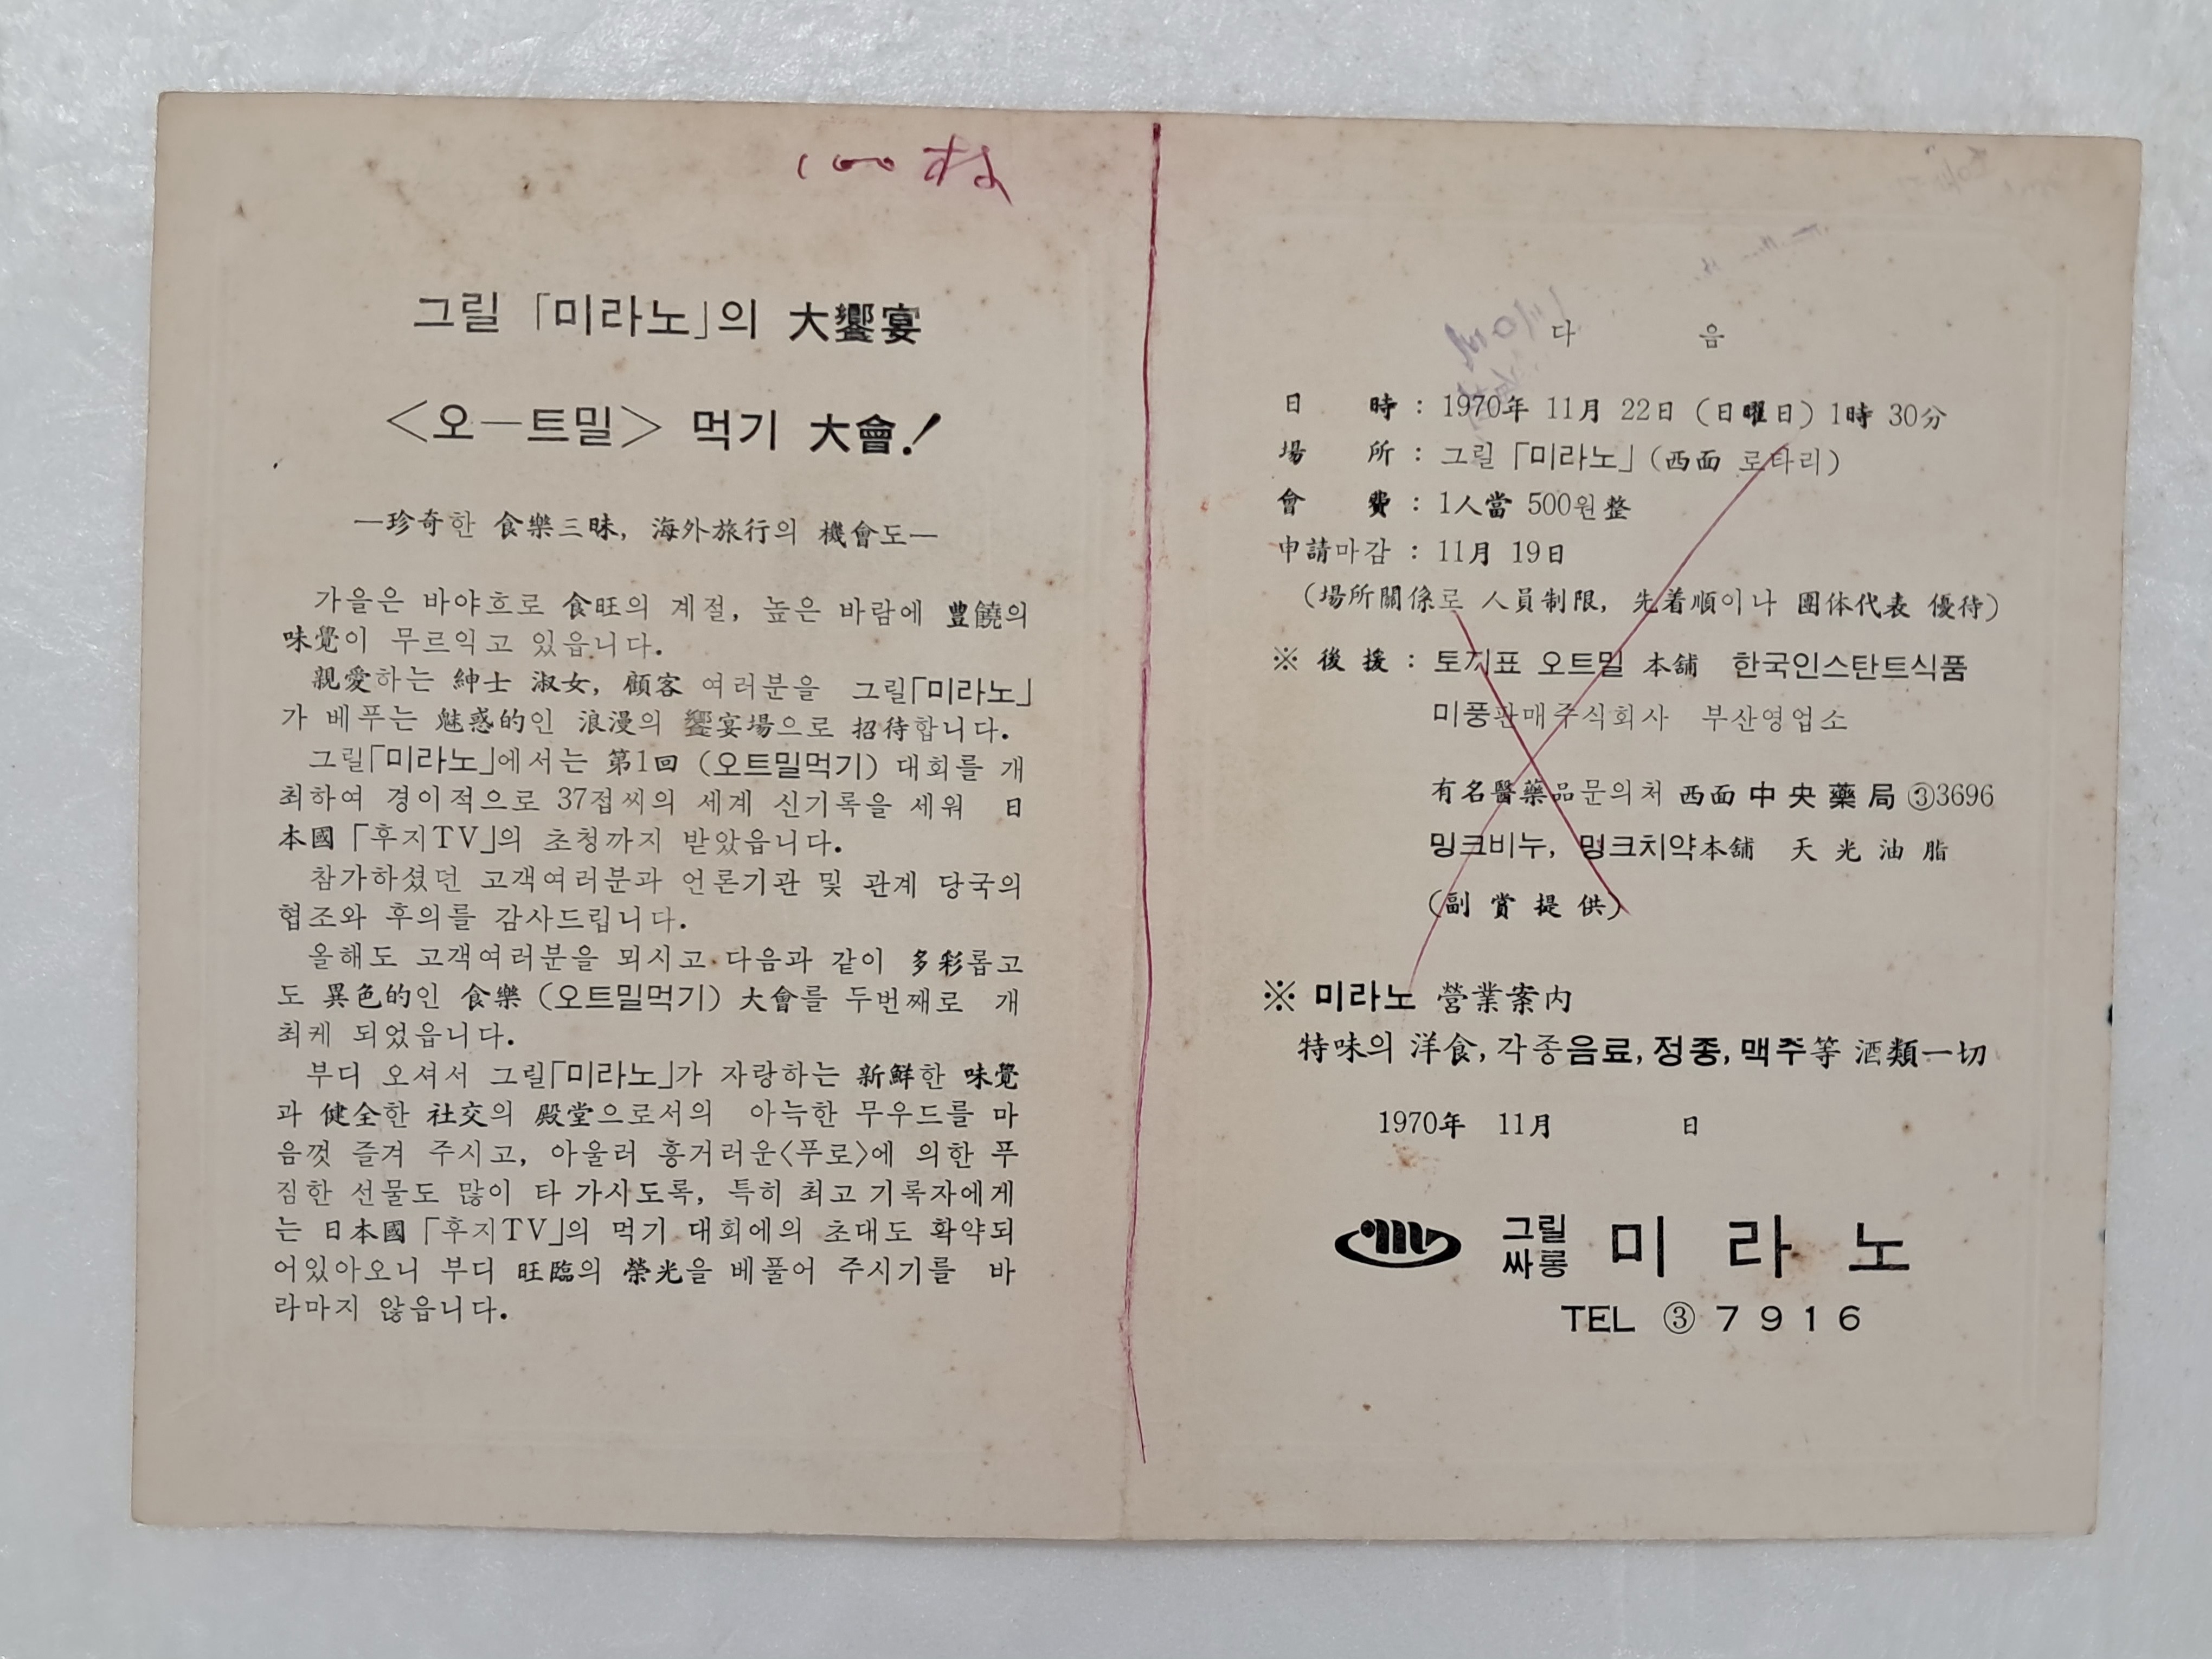 100枚
그릴 「미라노」의 大饗宴
<오—트밀> 먹기 大會!
—珍奇한 食樂三昧, 海外旅行의 機會도—
가을은 바야흐로 食旺의 계절, 높은 바람에 豊饒의
味覺이 무르익고 있읍니다.
親愛하는 紳士 淑女, 顧客 여러분을 그릴「미라노」
가 베푸는 魅惑的인 浪漫의 饗宴場으로 招待합니다.
그릴「미라노」에서는 第1回 (오트밀먹기) 대회를 개
최하여 경이적으로 37접씨의 세계 신기록을 세워 日
本國「후지TV」의 초청까지 받았읍니다.
참가하셨던 고객여러분과 언론기관 및 관계 당국의
협조와 후의를 감사드립니다.
올해도 고객여러분을 뫼시고 다음과 같이 多彩롭고
도 異色的인 食樂 (오트밀먹기) 大會를 두번째로 개
최케 되었읍니다.
부디 오셔서 그릴「미라노」가 자랑하는 新鮮한 味覺
과 健全한 社交의 殿堂으로서의 아늑한 무우드를 마
음껏 즐겨 주시고, 아울러 흥거러운<푸로>에 의한 푸
짐한 선물도 많이 타 가사도록, 특히 최고 기록자에게
는 日本國「후지TV」의 먹기 대회에의 초대도 확약되
어있아오니 부디 旺臨의 榮光을 베풀어 주시기를 바
라마지 않읍니다.
다 음
日 時 : 1970年 11月 22日 (日曜日) 1時 30分
場 所 : 그릴「미라노」(西面 로타리)
會 費 : 1人當 500원整
申請마감 : 11月 19日
(場所關係로 人員制限, 先着順이나 團体代表 優待)
※ 後 援 : 토끼표 오트밀 本舗 한국인스탄트식품
미풍판매주식회사 부산영업소
有名醫藥品문의처 西面 中央藥局 ③3696
밍크비누, 밍크치약本舗 天光油脂
(副賞提供)
※ 미라노 營業案内
特味의 洋食, 각종음료, 정종, 맥주等 酒類一切
1970年 11月 日
그릴 싸롱 미라노
TEL ③ 7916